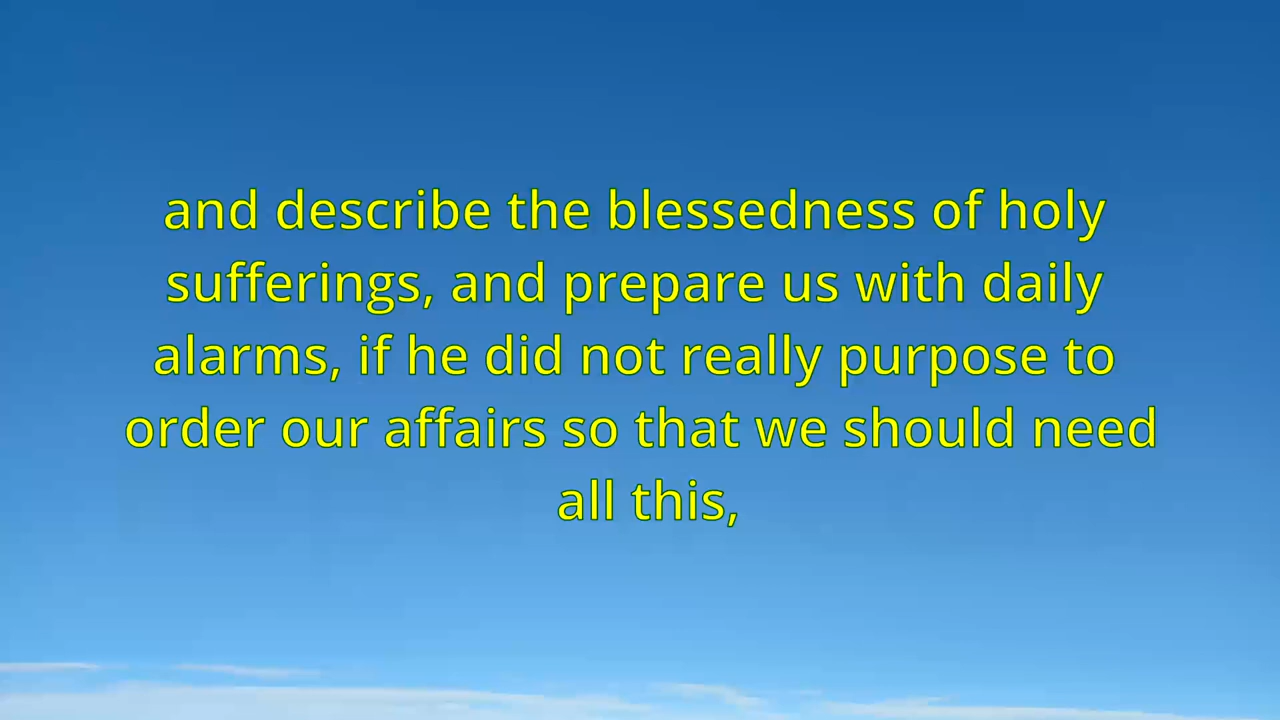 and describe the blessedness of holy
sufferings, and prepare us with daily
alarms, if he did not really purpose to
order our affairs so that we should need
all this,